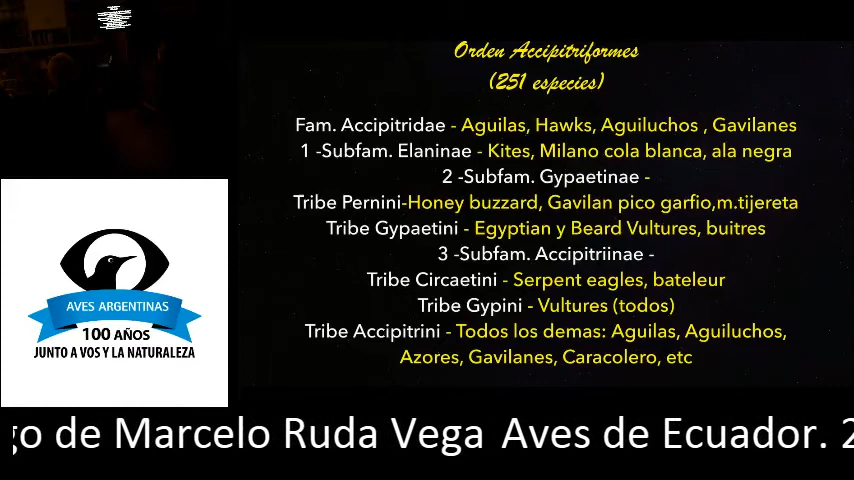 Orden Accipitriformes
(251 especies)
Fam. Accipitridae - Aguilas, Hawks, Aguiluchos , Gavilanes
1 -Subfam. Elaninae - Kites, Milano cola blanca, ala negra
2 -Subfam. Gypaetinae -
Tribe Pernini-Honey buzzard, Gavilan pico garfio,m.tijereta
Tribe Gypaetini - Egyptian y Beard Vultures, buitres
3 -Subfam. Accipitriinae -
Tribe Circaetini - Serpent eagles, bateleur
Tribe Gypini - Vultures (todos)
Tribe Accipitrini - Todos los demas: Aguilas, Aguiluchos,
Azores, Gavilanes, Caracolero, etc
AVES ARGENTINAS
100 AÑOS
JUNTO A VOS Y LA NATURALEZA
go de Marcelo Ruda Vega Aves de Ecuador. 2